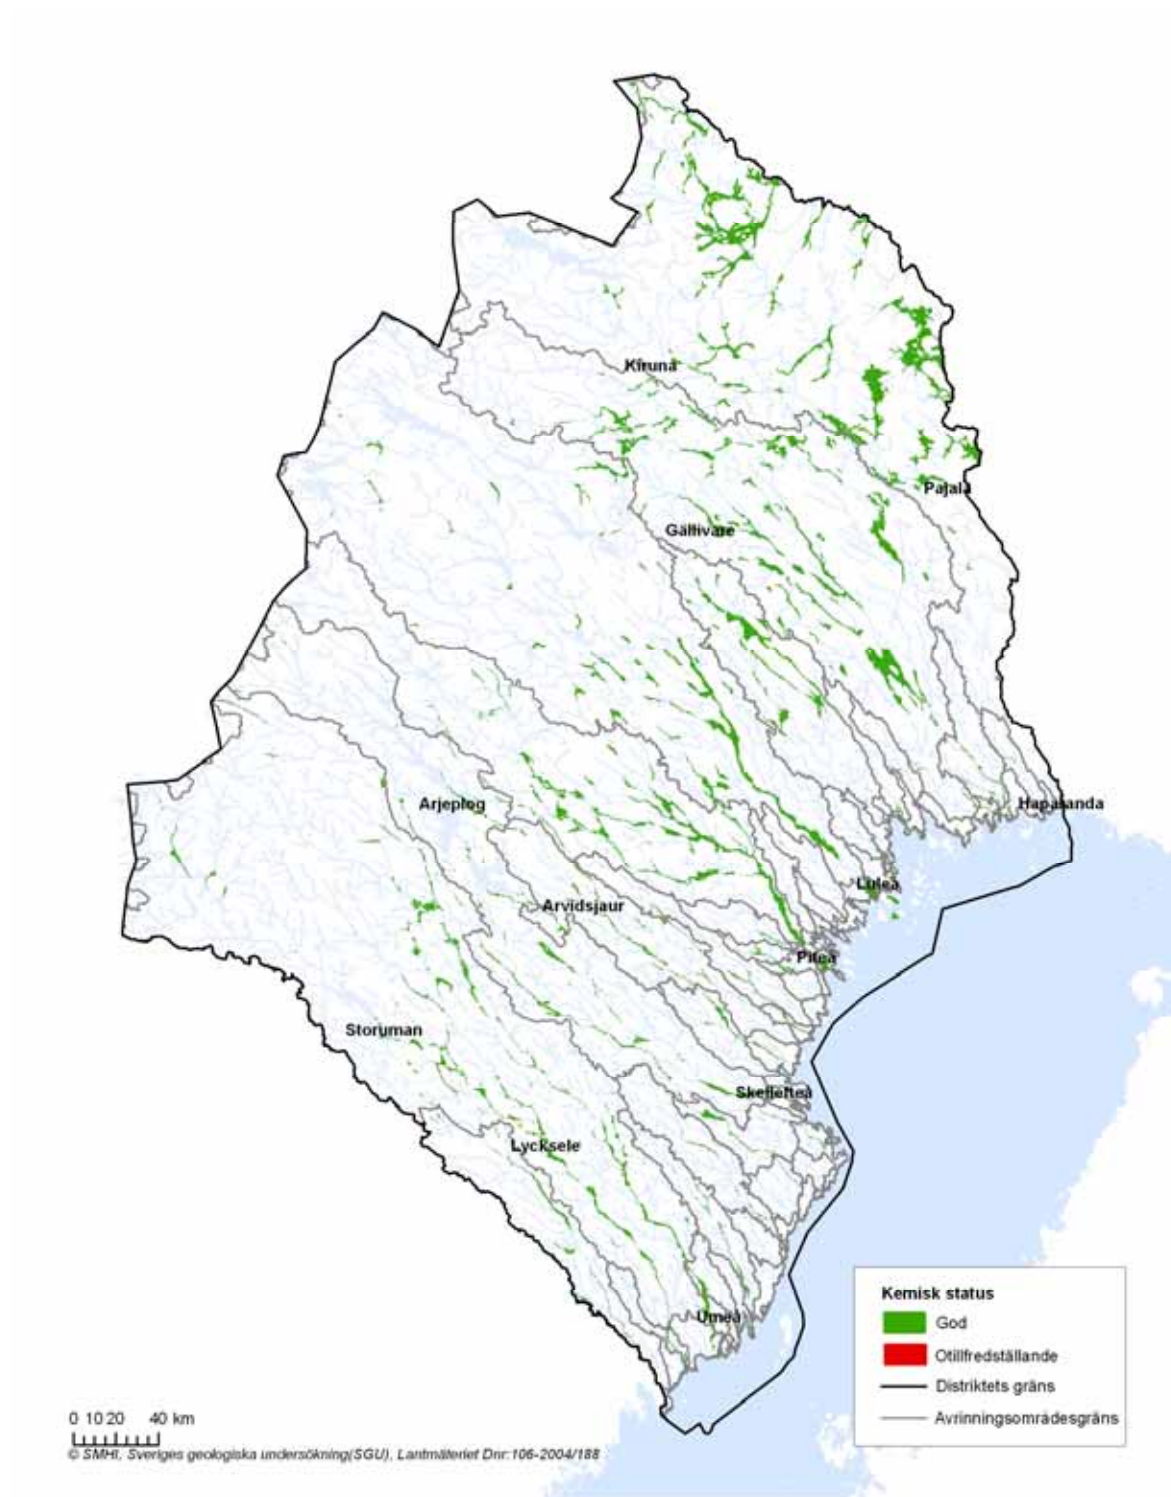 Kiruna
Pajala
Gällivare
Arjeplog
Haparanda
Luleå
Arvidsjaur
Piteå
Storuman
Skellefteå
Lycksele
Umeå
Kemisk status
God
Otillfredställande
Distriktets gräns
Avrinningsområdesgräns
0 10 20 40 km
© SMHI, Sveriges geologiska undersökning(SGU), Lantmäteriet Dnr:106-2004/188